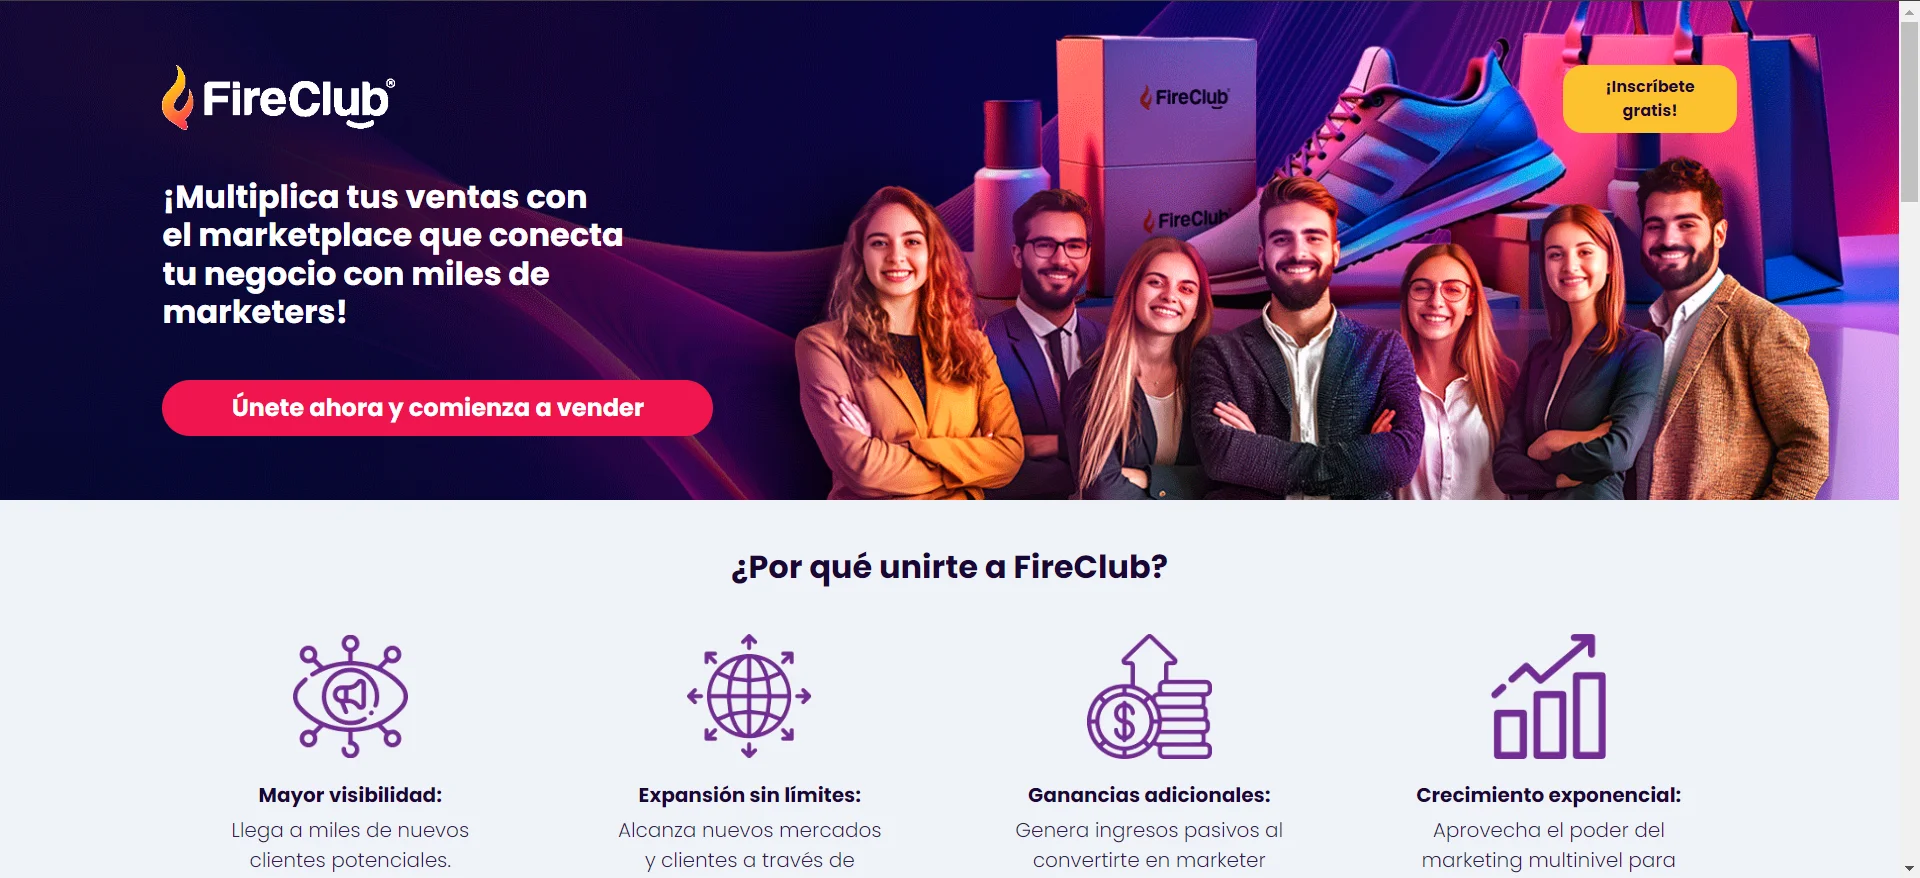 FireClub®
¡Inscríbete
gratis!
FireClub
FireClub
¡Multiplica tus ventas con
el marketplace que conecta
tu negocio con miles de
marketers!
Únete ahora y comienza a vender
¿Por qué unirte a FireClub?
Mayor visibilidad:
Llega a miles de nuevos
clientes potenciales.
Expansión sin límites:
Alcanza nuevos mercados
y clientes a través de
Ganancias adicionales:
Genera ingresos pasivos al
convertirte en marketer
Crecimiento exponencial:
Aprovecha el poder del
marketing multinivel para